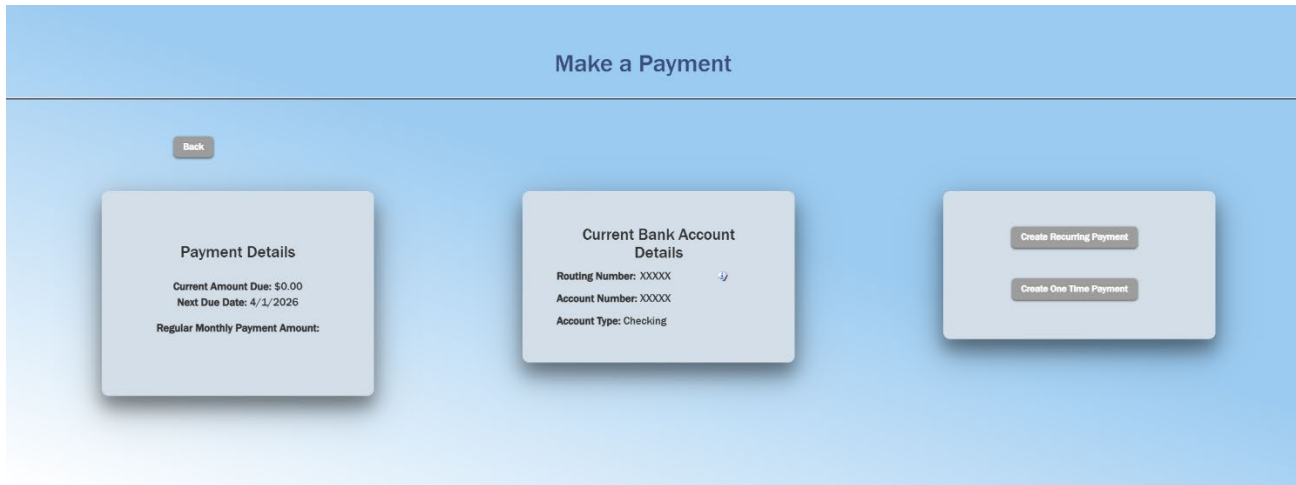 Make a Payment
Back
Payment Details
Current Amount Due: $0.00
Next Due Date: 4/1/2026
Regular Monthly Payment Amount:
Current Bank Account
Details
Routing Number: XXXXX
Account Number: XXXXX
Account Type: Checking
Create Recurring Payment
Create One Time Payment